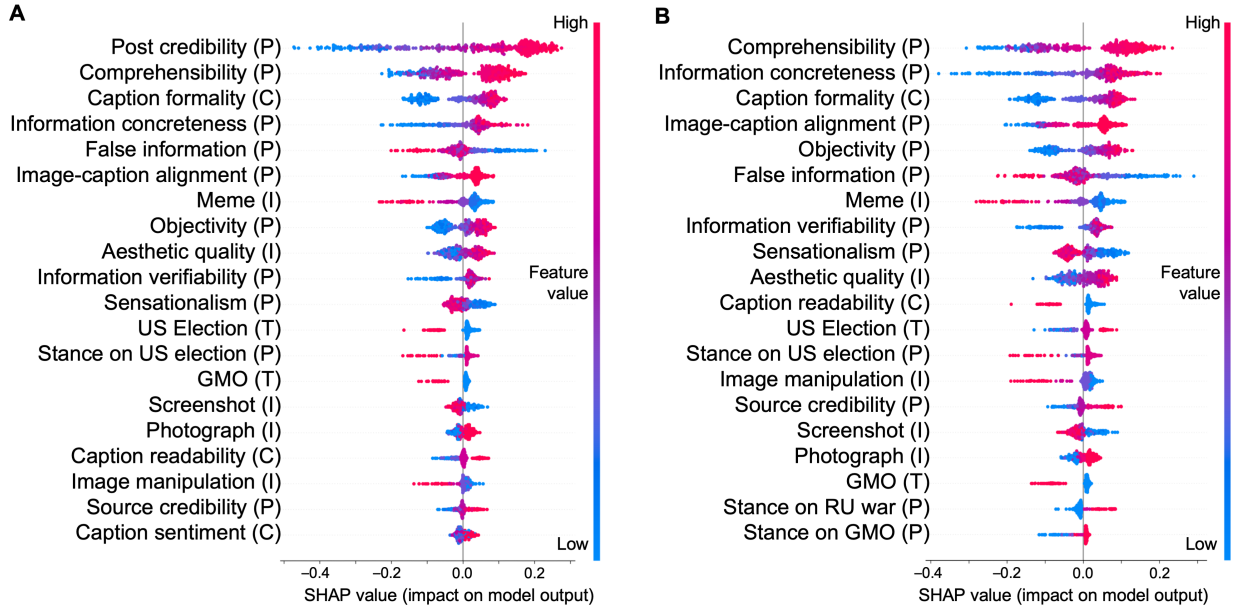 A
High
Post credibility (P)
Comprehensibility (P)
Caption formality (C)
Information concreteness (P)
False information (P)
Image-caption alignment (P)
Meme (I)
Objectivity (P)
Aesthetic quality (I)
Information verifiability (P)
Sensationalism (P)
US Election (T)
Stance on US election (P)
GMO (T)
Screenshot (I)
Photograph (I)
Caption readability (C)
Image manipulation (I)
Source credibility (P)
Caption sentiment (C)
Feature
value
Low
−0.4
−0.2
0.0
0.2
SHAP value (impact on model output)
B
High
Comprehensibility (P)
Information concreteness (P)
Caption formality (C)
Image-caption alignment (P)
Objectivity (P)
False information (P)
Meme (I)
Information verifiability (P)
Sensationalism (P)
Aesthetic quality (I)
Caption readability (C)
US Election (T)
Stance on US election (P)
Image manipulation (I)
Source credibility (P)
Screenshot (I)
Photograph (I)
GMO (T)
Stance on RU war (P)
Stance on GMO (P)
Feature
value
Low
−0.4
−0.2
0.0
0.2
SHAP value (impact on model output)